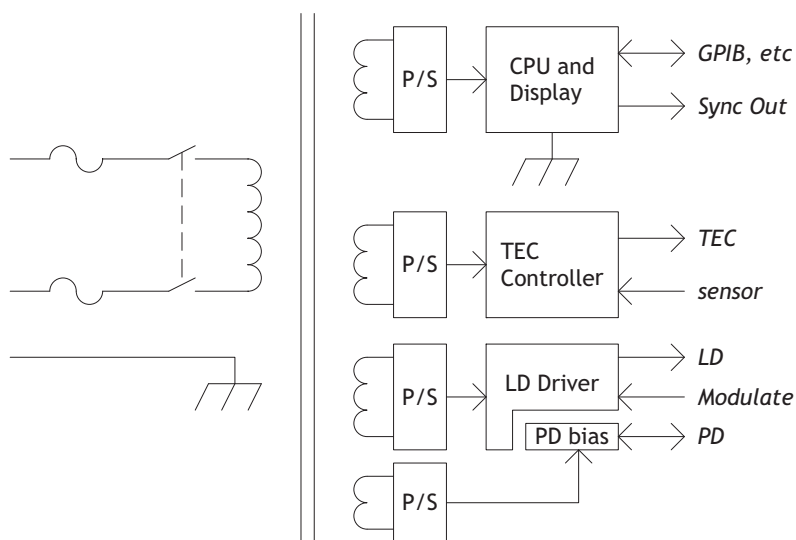 P/S
CPU and
Display
GPIB, etc
Sync Out
P/S
TEC
Controller
TEC
sensor
P/S
LD Driver
LD
Modulate
PD bias
PD
P/S